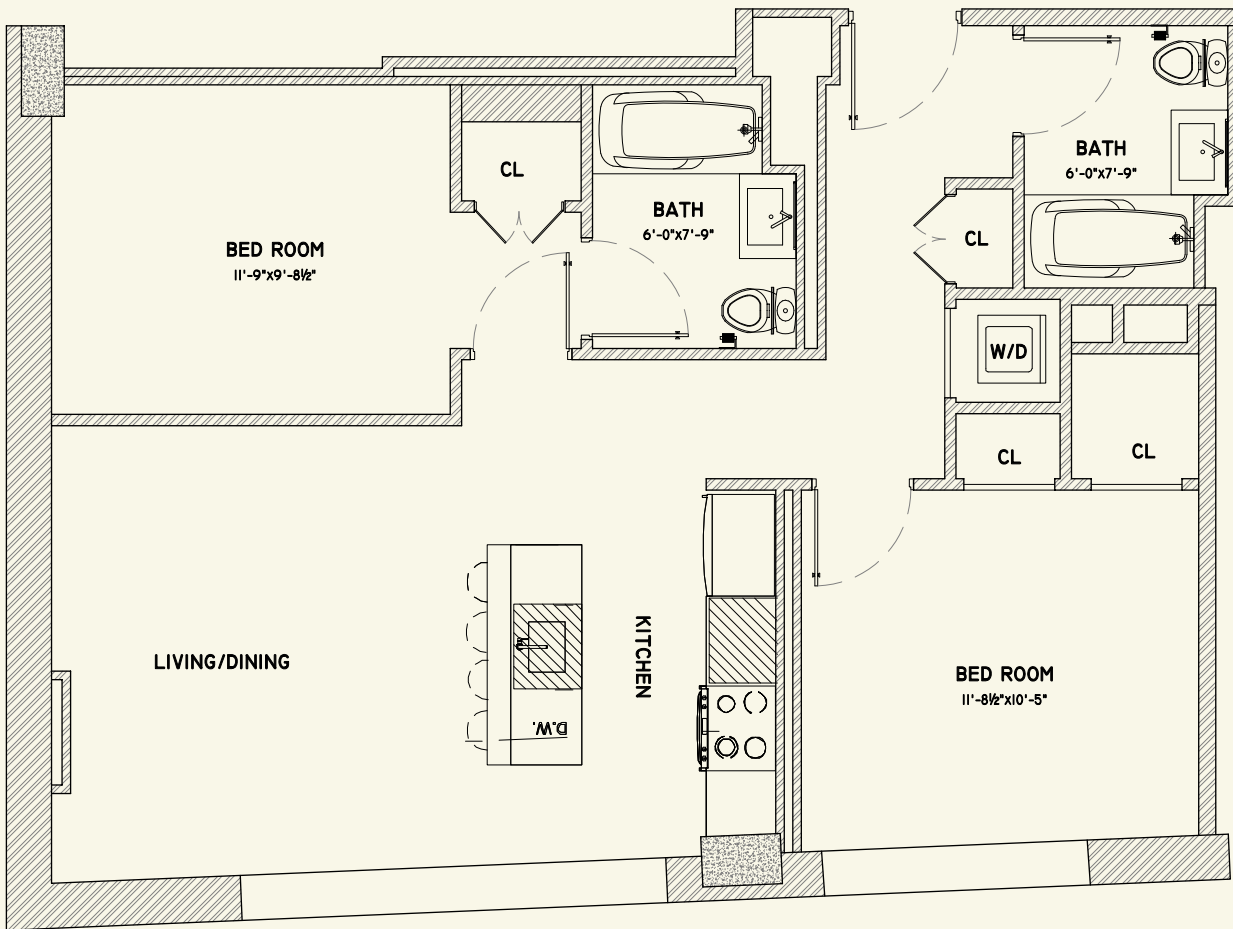 BATH
6'-0"x7'-9"
CL
BATH
6'-0"x7'-9"
CL
BED ROOM
11'-9"x9'-8½"
W/D
CL
CL
KITCHEN
LIVING/DINING
BED ROOM
11'-8½"x10'-5"
D.W.